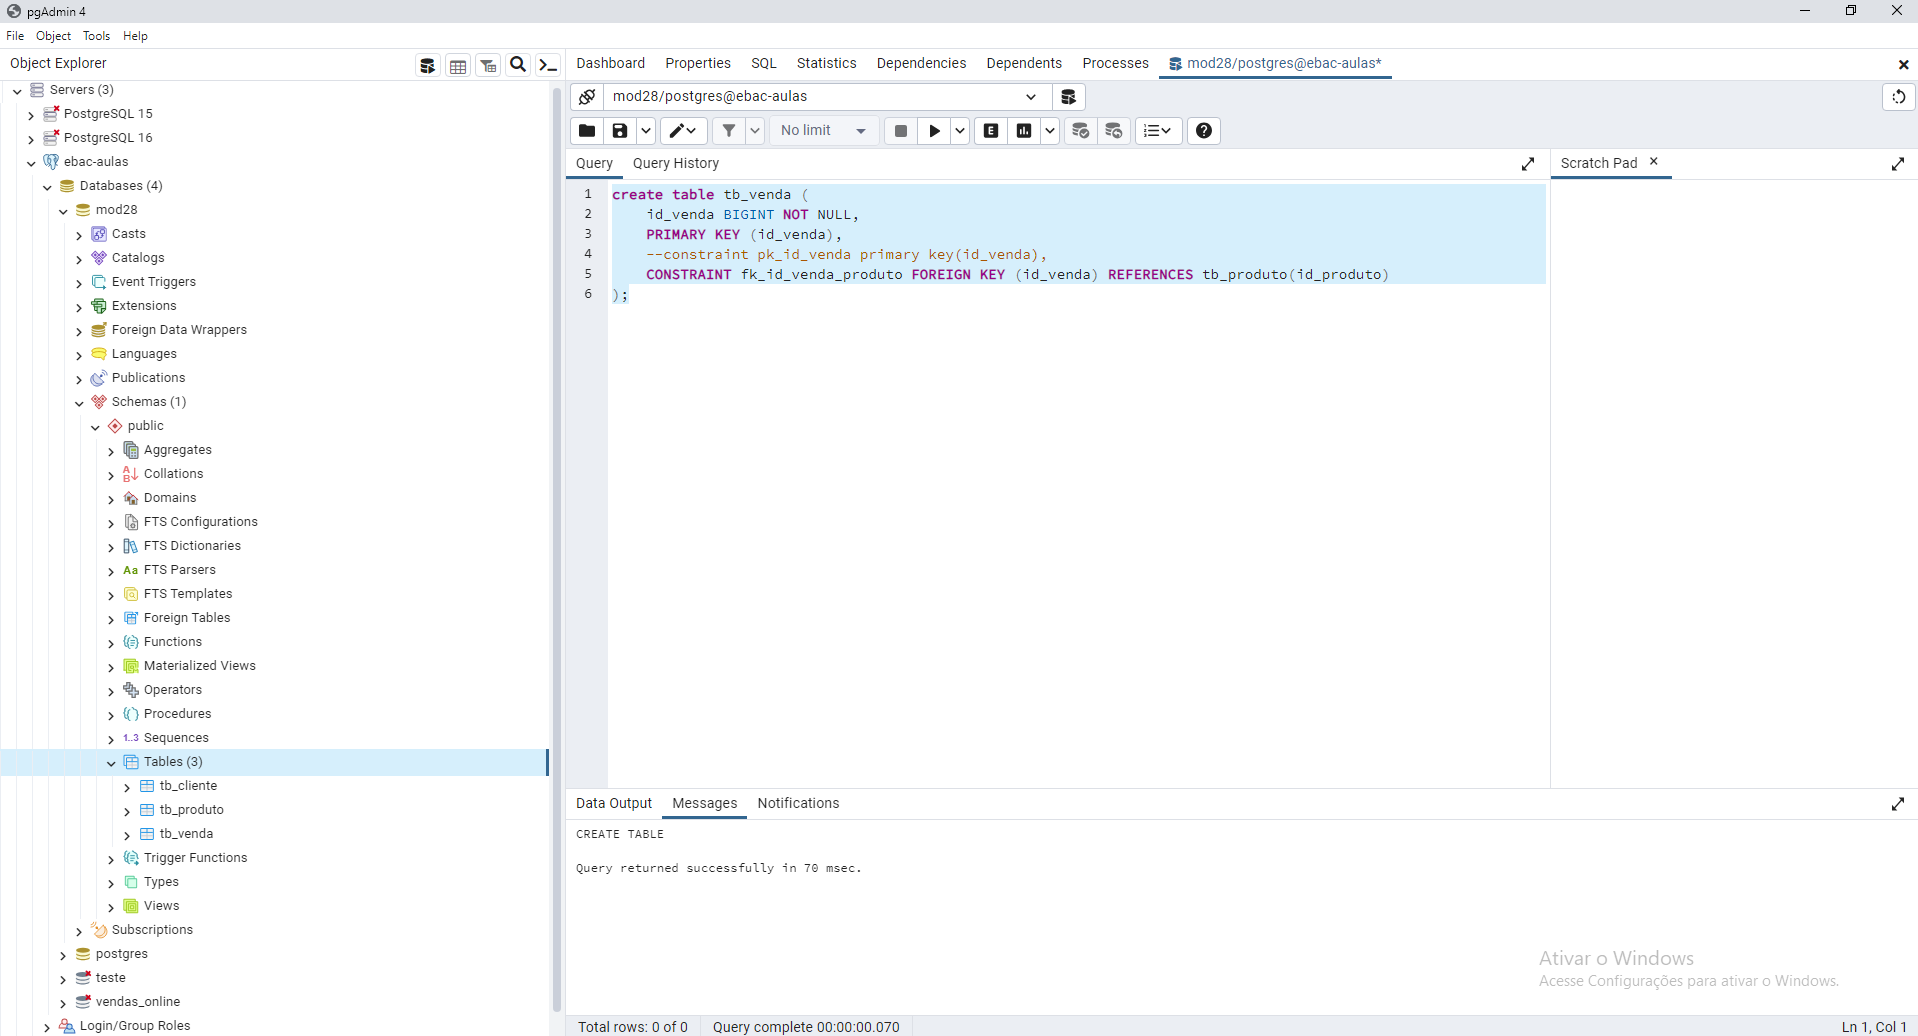 pgAdmin 4
File Object Tools Help
Object Explorer
Servers (3)
PostgreSQL 15
PostgreSQL 16
ebac-aulas
Databases (4)
mod28
Casts
Catalogs
Event Triggers
Extensions
Foreign Data Wrappers
Languages
Publications
Schemas (1)
public
Aggregates
Collations
Domains
FTS Configurations
FTS Dictionaries
Aa FTS Parsers
FTS Templates
Foreign Tables
Functions
Materialized Views
Operators
Procedures
1..3 Sequences
Tables (3)
tb_cliente
tb_produto
tb_venda
Trigger Functions
Types
Views
Subscriptions
postgres
teste
vendas_online
Login/Group Roles
Dashboard Properties SQL Statistics Dependencies Dependents Processes mod28/postgres@ebac-aulas*
mod28/postgres@ebac-aulas
No limit E
Query Query History
Scratch Pad
1 create table tb_venda (
2 id_venda BIGINT NOT NULL,
3 PRIMARY KEY (id_venda),
4 --constraint pk_id_venda primary key(id_venda),
5 CONSTRAINT fk_id_venda_produto FOREIGN KEY (id_venda) REFERENCES tb_produto(id_produto)
6 );
Data Output Messages Notifications
CREATE TABLE
Query returned successfully in 70 msec.
Ativar o Windows
Acesse Configurações para ativar o Windows.
Total rows: 0 of 0 Query complete 00:00:00.070 Ln 1, Col 1